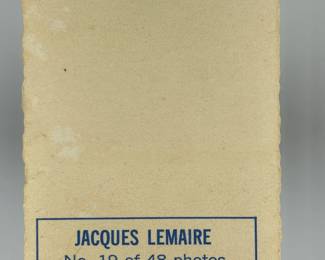 JACQUES LEMAIRE
No. 19 of 48 photos